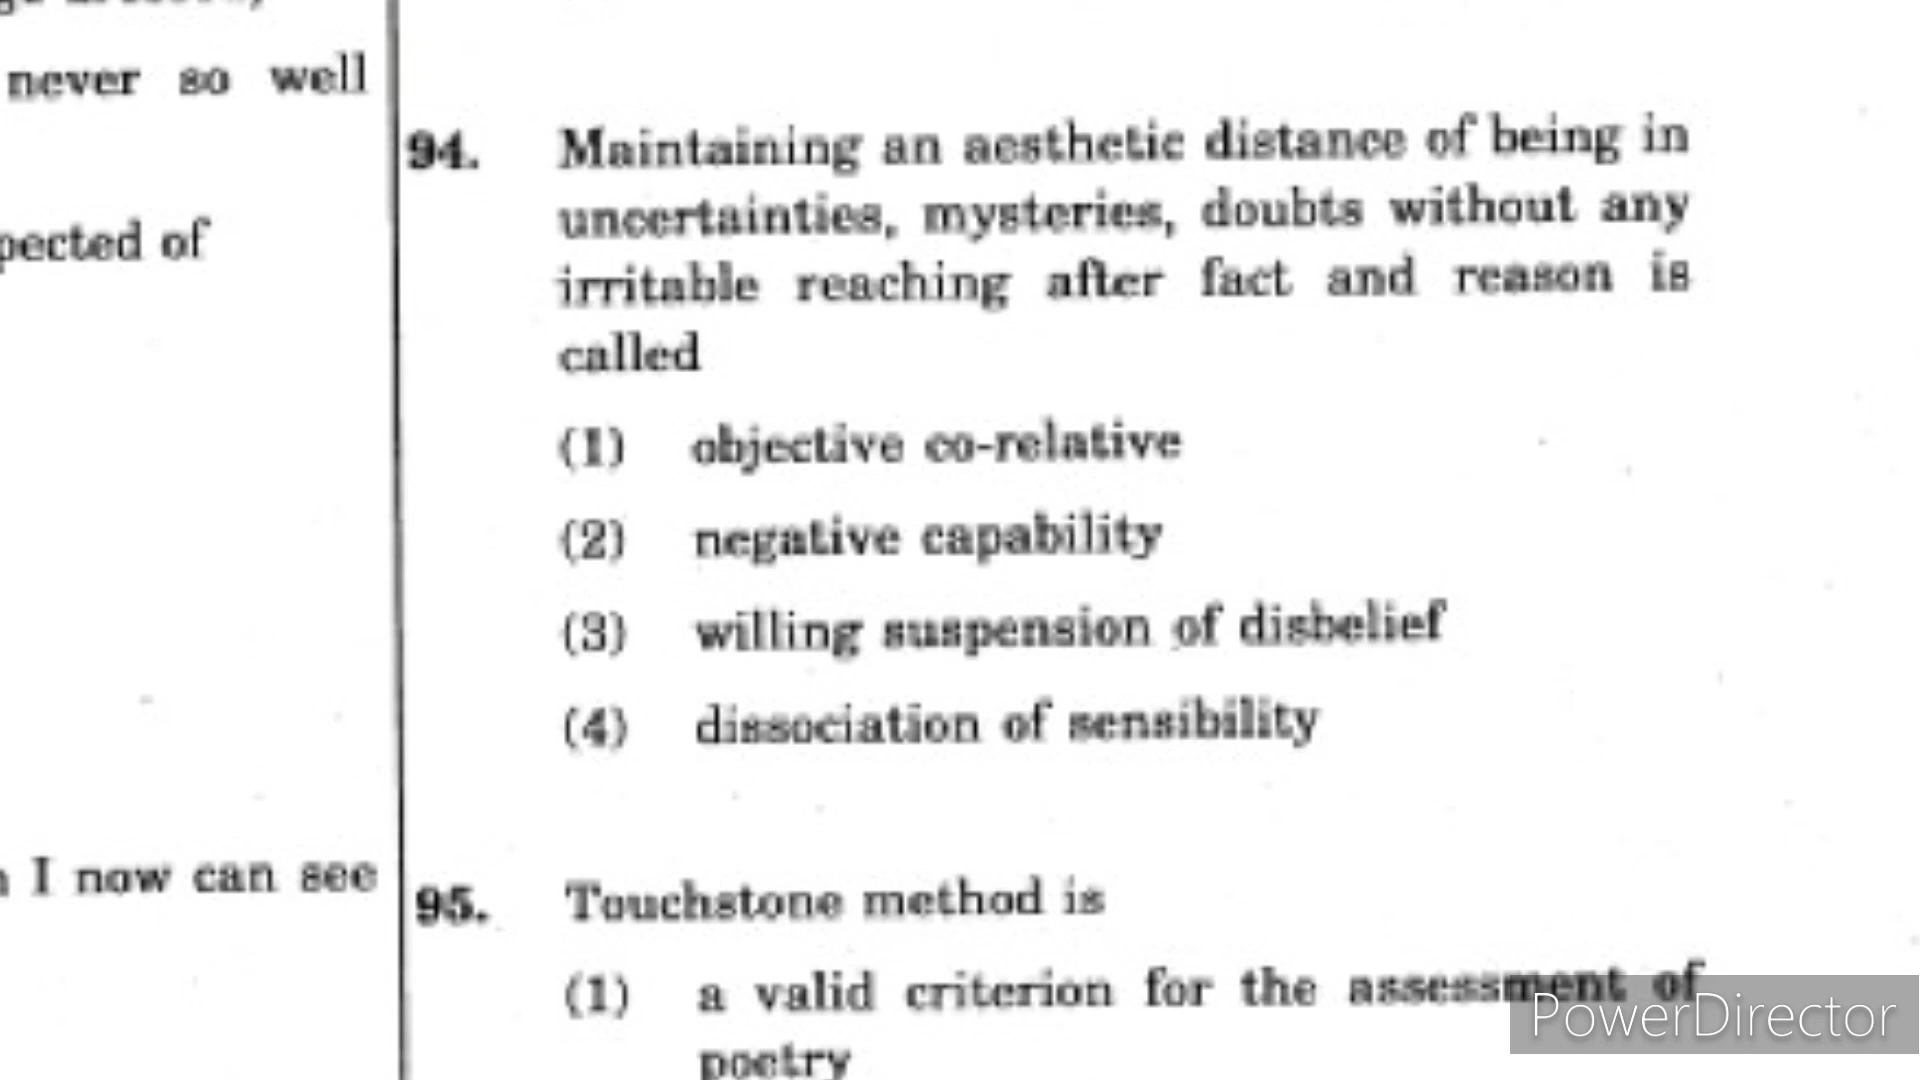 never so well
pected of
I now can see
94. Maintaining an aesthetic distance of being in
uncertainties, mysteries, doubts without any
irritable reaching after fact and reason is
called
(1) objective co-relative
(2) negative capability
(3) willing suspension of disbelief
(4) dissociation of sensibility
95. Touchstone method is
(1) a valid criterion for the assessment of
poetry
PowerDirector